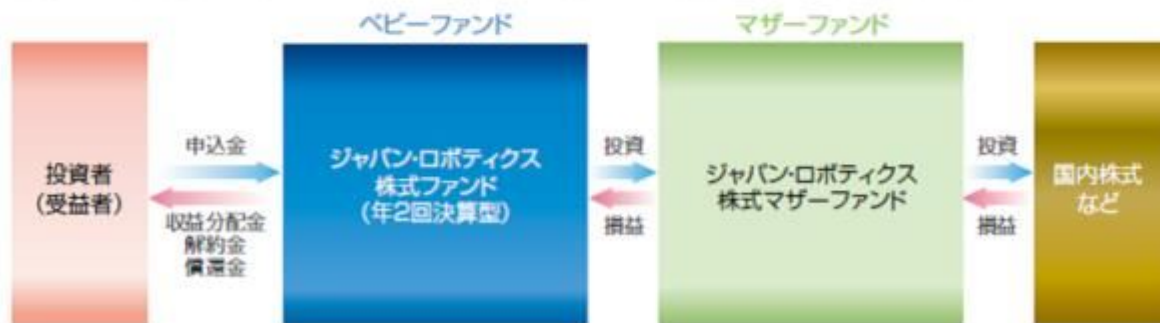 ベビーファンド
マザーファンド
投資者
(受益者)
申込金
収益分配金
解約金
償還金
ジャパン・ロボティクス
株式ファンド
(年2回決算型)
投資
損益
ジャパン・ロボティクス
株式マザーファンド
投資
損益
国内株式
など